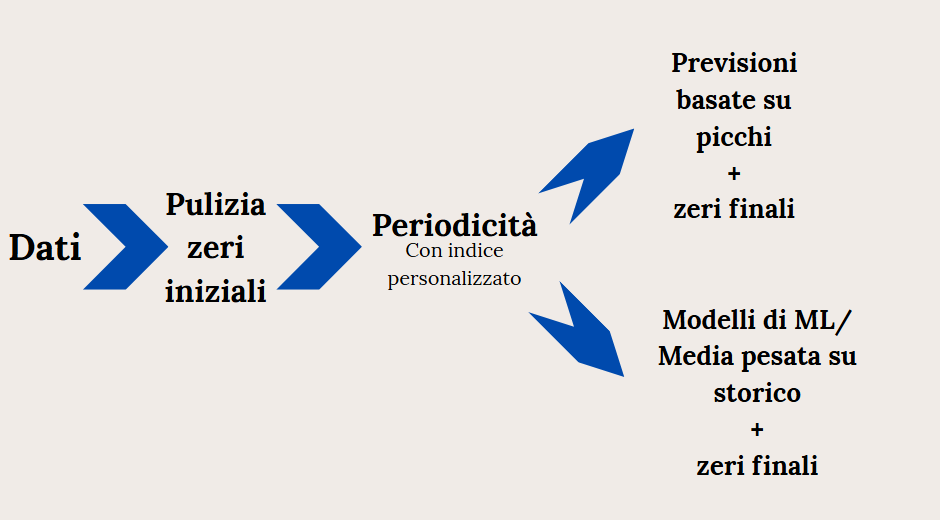 Dati
Pulizia
zeri
iniziali
Periodicità
Con indice
personalizzato
Previsioni
basate su
picchi
+
zeri finali
Modelli di ML/
Media pesata su
storico
+
zeri finali